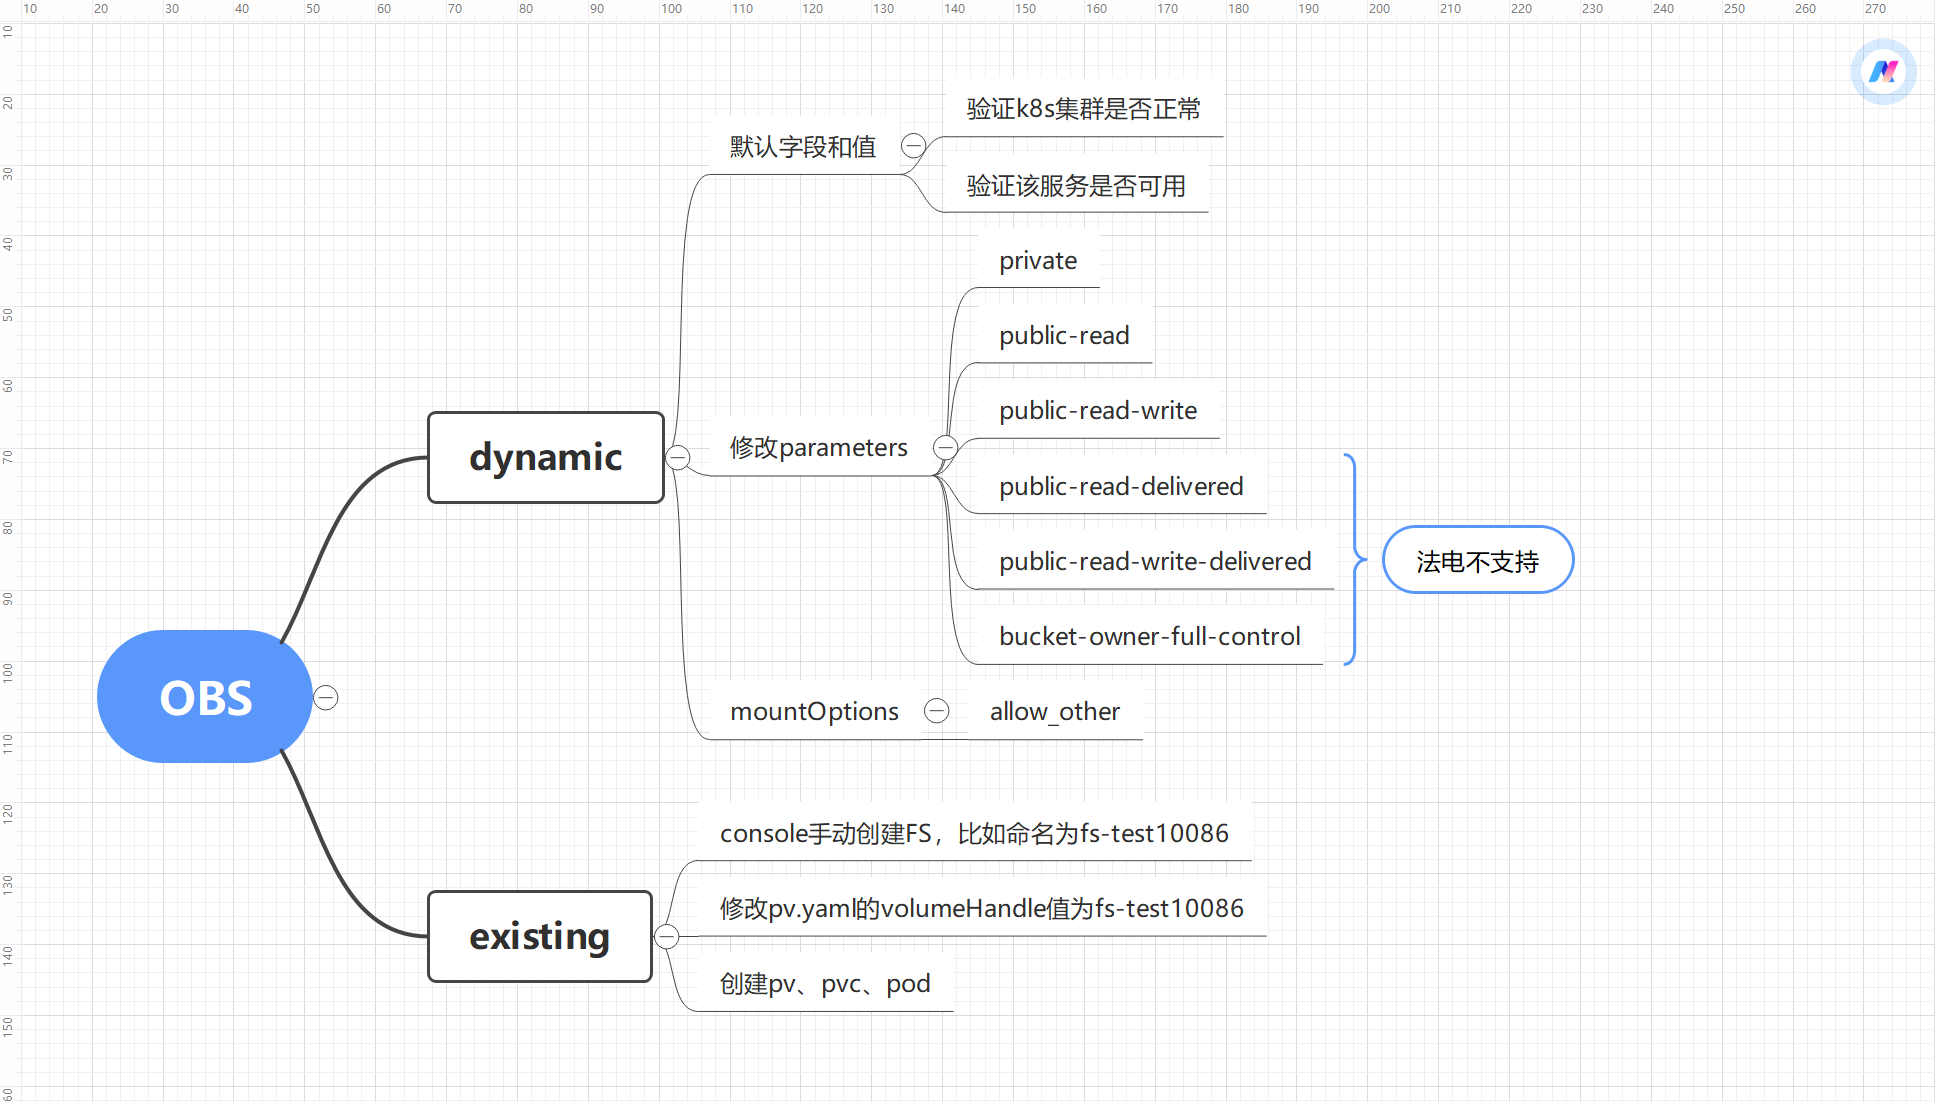 10 20 30 40 50 60 70 80 90 100 110 120 130 140 150 160 170 180 190 200 210 220 230 240 250 260 270
10
20
30
40
50
60
70
80
90
100
110
120
130
140
150
60
OBS
dynamic
默认字段和值
验证k8s集群是否正常
验证该服务是否可用
修改parameters
private
public-read
public-read-write
public-read-delivered
public-read-write-delivered
bucket-owner-full-control
法电不支持
mountOptions
allow_other
existing
console手动创建FS，比如命名为fs-test10086
修改pv.yaml的volumeHandle值为fs-test10086
创建pv、pvc、pod